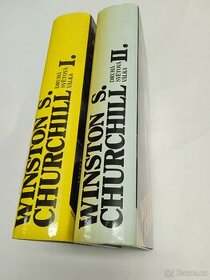 WINSTON S.
CHURCHILL I.
DRUHÁ
SVĚTOVÁ
VÁLKA
WINSTON S.
CHURCHILL II.
DRUHÁ
SVĚTOVÁ
VÁLKA